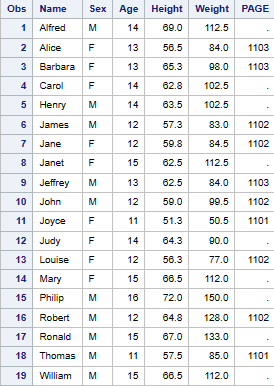 Obs Name Sex Age Height Weight PAGE
1 Alfred M 14 69.0 112.5 .
2 Alice F 13 56.5 84.0 1103
3 Barbara F 13 65.3 98.0 1103
4 Carol F 14 62.8 102.5 .
5 Henry M 14 63.5 102.5 .
6 James M 12 57.3 83.0 1102
7 Jane F 12 59.8 84.5 1102
8 Janet F 15 62.5 112.5 .
9 Jeffrey M 13 62.5 84.0 1103
10 John M 12 59.0 99.5 1102
11 Joyce F 11 51.3 50.5 1101
12 Judy F 14 64.3 90.0 .
13 Louise F 12 56.3 77.0 1102
14 Mary F 15 66.5 112.0 .
15 Philip M 16 72.0 150.0 .
16 Robert M 12 64.8 128.0 1102
17 Ronald M 15 67.0 133.0 .
18 Thomas M 11 57.5 85.0 1101
19 William M 15 66.5 112.0 .